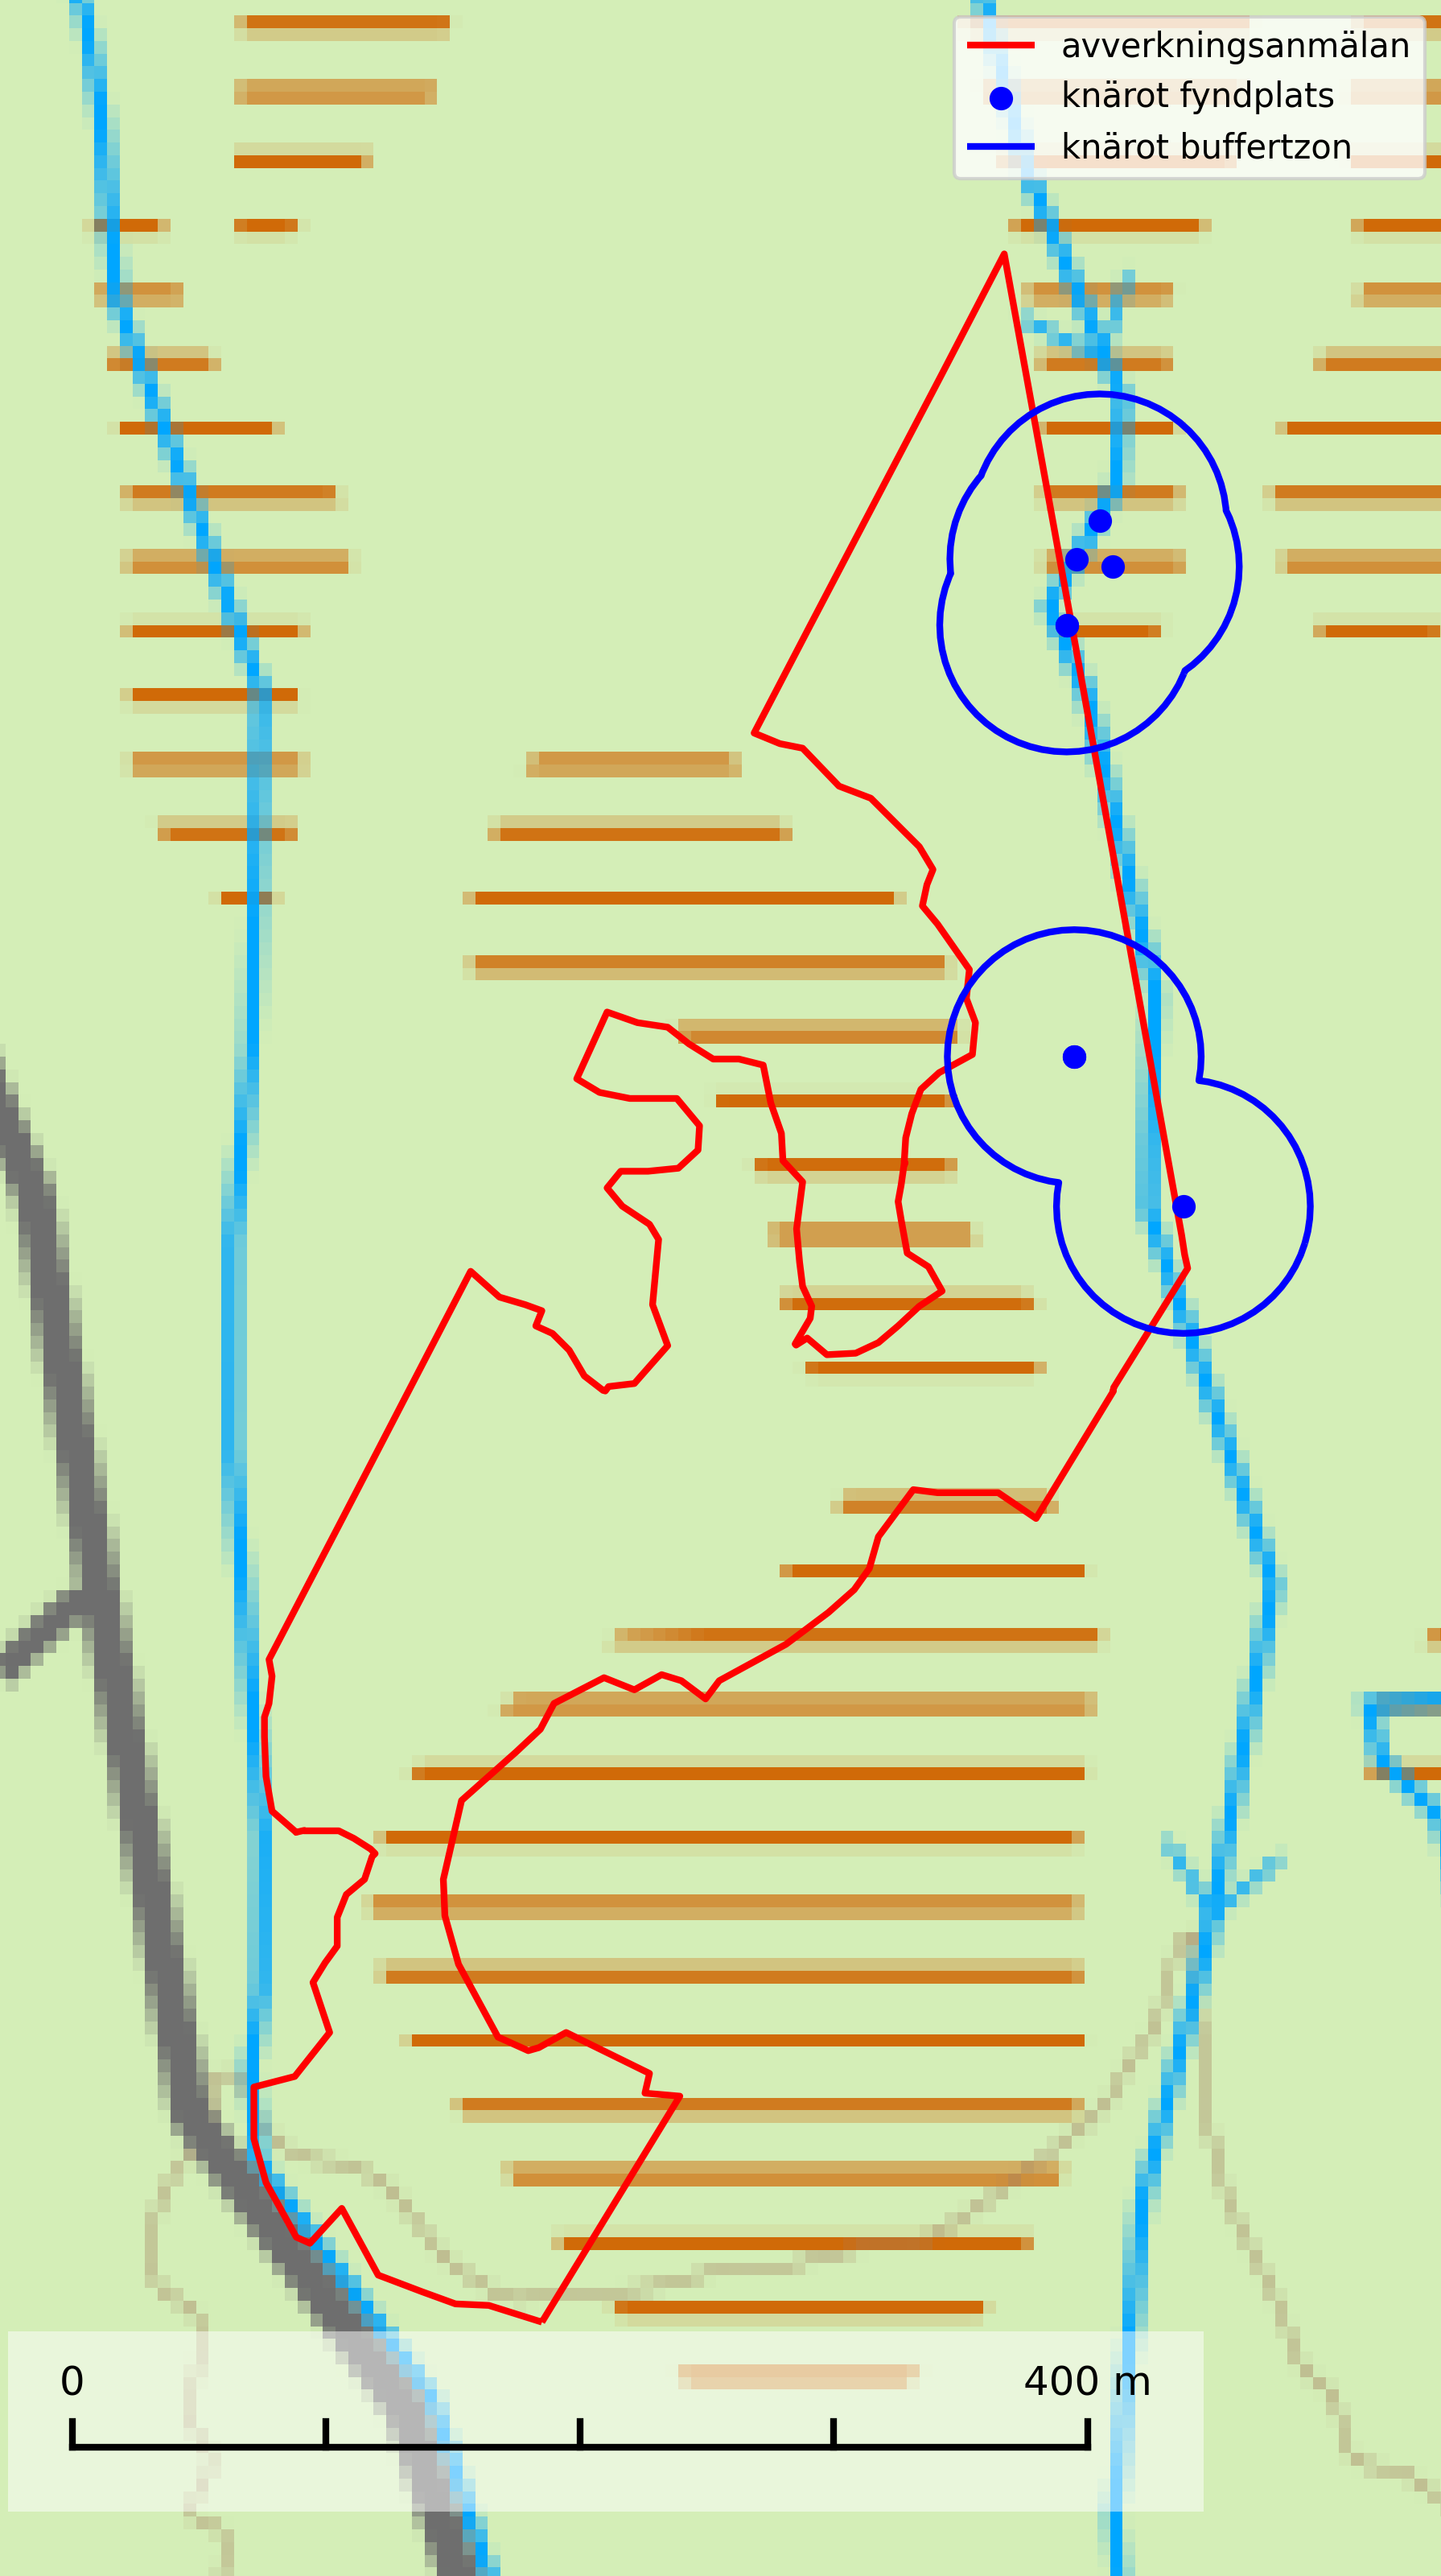 avverkningsanmälan
knärot fyndplats
knärot buffertzon
0 400 m